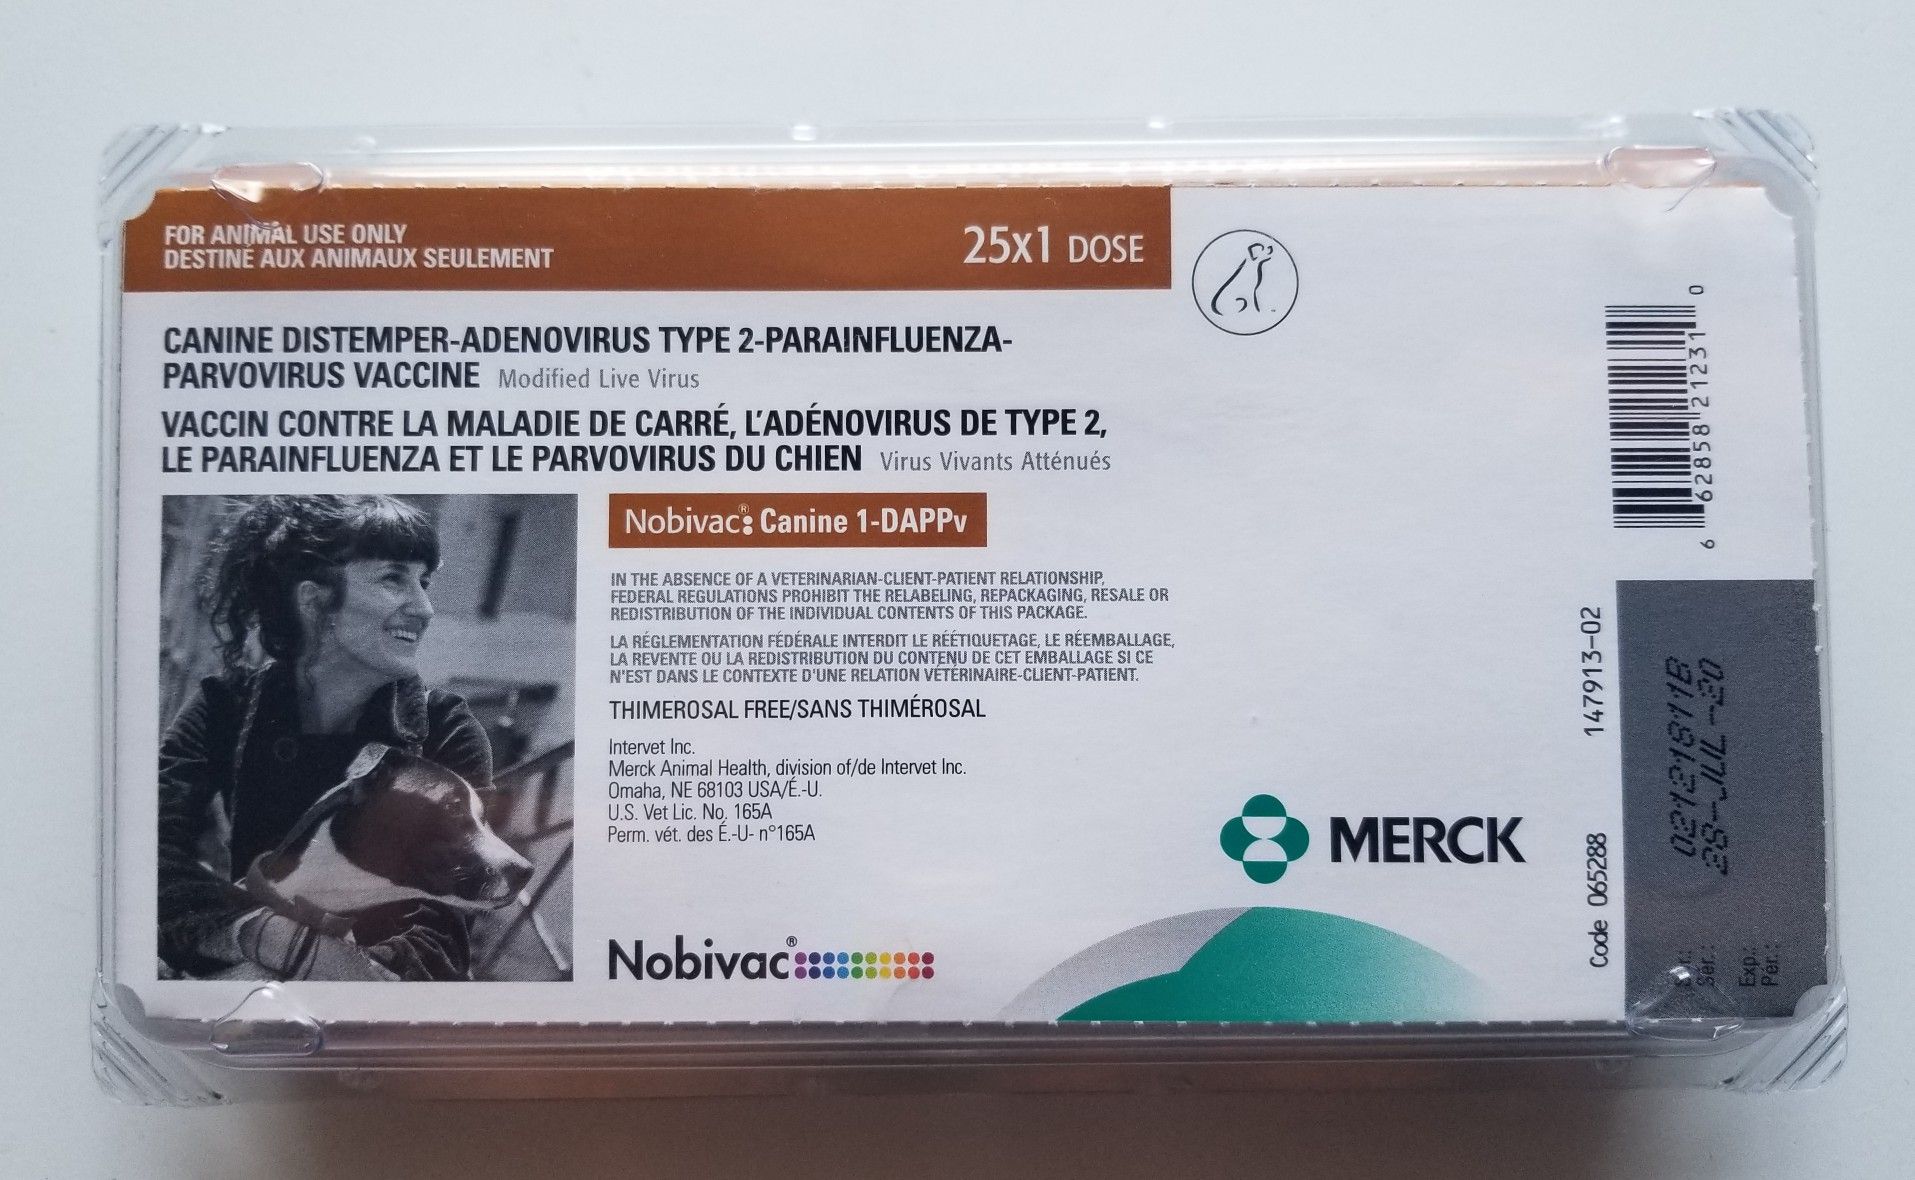 FOR ANIMAL USE ONLY
DESTINÉ AUX ANIMAUX SEULEMENT
25x1 DOSE
CANINE DISTEMPER-ADENOVIRUS TYPE 2-PARAINFLUENZA-
PARVOVIRUS VACCINE Modified Live Virus
VACCIN CONTRE LA MALADIE DE CARRÉ, L'ADÉNOVIRUS DE TYPE 2,
LE PARAINFLUENZA ET LE PARVOVIRUS DU CHIEN Virus Vivants Atténués
Nobivac® Canine 1-DAPPv
IN THE ABSENCE OF A VETERINARIAN-CLIENT-PATIENT RELATIONSHIP,
FEDERAL REGULATIONS PROHIBIT THE RELABELING, REPACKAGING, RESALE OR
REDISTRIBUTION OF THE INDIVIDUAL CONTENTS OF THIS PACKAGE.
LA RÉGLEMENTATION FÉDÉRALE INTERDIT LE RÉÉTIQUETAGE, LE RÉEMBALLAGE,
LA REVENTE OU LA REDISTRIBUTION DU CONTENU DE CET EMBALLAGE SI CE
N'EST DANS LE CONTEXTE D'UNE RELATION VÉTÉRINAIRE-CLIENT-PATIENT.
THIMEROSAL FREE/SANS THIMÉROSAL
Intervet Inc.
Merck Animal Health, division of/de Intervet Inc.
Omaha, NE 68103 USA/É.-U.
U.S. Vet Lic. No. 165A
Perm. vét. des É.-U- n°165A
Nobivac®
MERCK
6 62858 21231 0
Code 065288
147913-02
Ser.:
Sér.:
02121811B
Exp.:
Pér.:
28-JUL-20